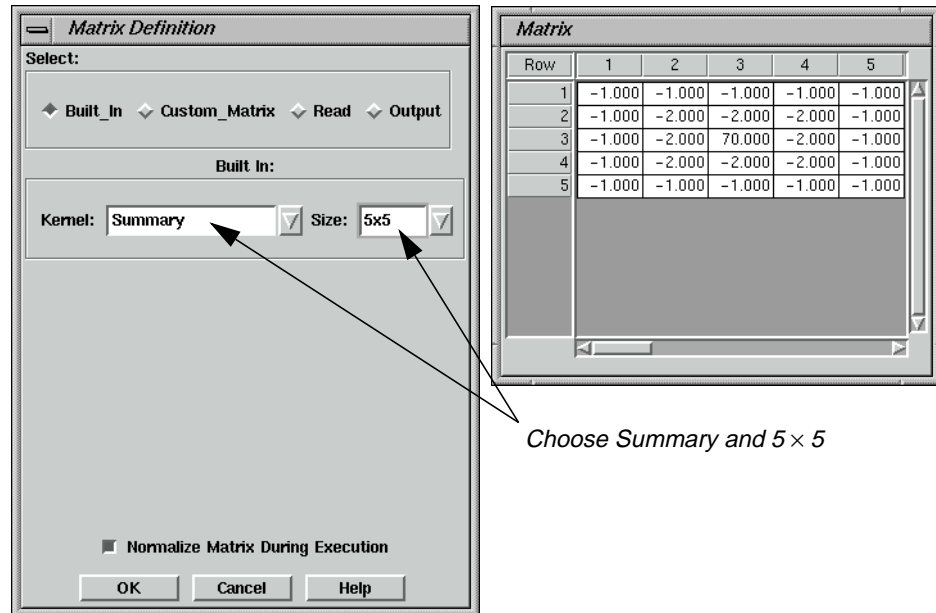 Matrix Definition
Select:
Built_In Custom_Matrix Read Output
Built In:
Kernel: Summary Size: 5x5
Normalize Matrix During Execution
OK Cancel Help
Matrix
Row 1 2 3 4 5
1 -1.000 -1.000 -1.000 -1.000 -1.000
2 -1.000 -2.000 -2.000 -2.000 -1.000
3 -1.000 -2.000 70.000 -2.000 -1.000
4 -1.000 -2.000 -2.000 -2.000 -1.000
5 -1.000 -1.000 -1.000 -1.000 -1.000
Choose Summary and 5 × 5